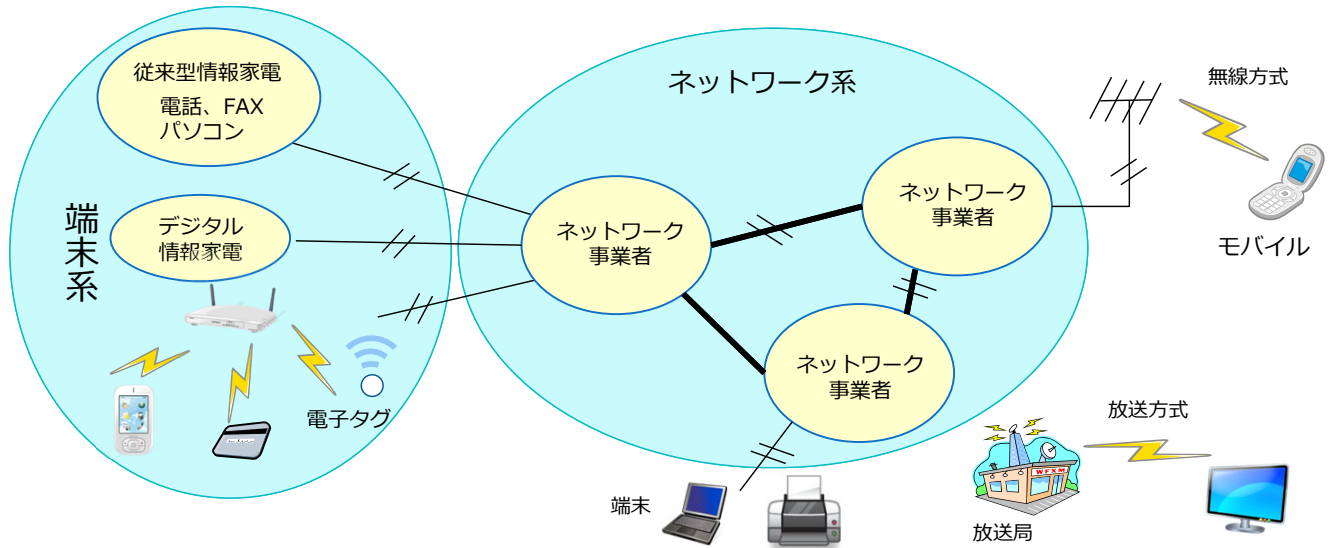 従来型情報家電
電話、FAX
パソコン
端末系
デジタル
情報家電
電子タグ
ネットワーク系
ネットワーク
事業者
ネットワーク
事業者
ネットワーク
事業者
無線方式
モバイル
端末
放送方式
WFXM
放送局